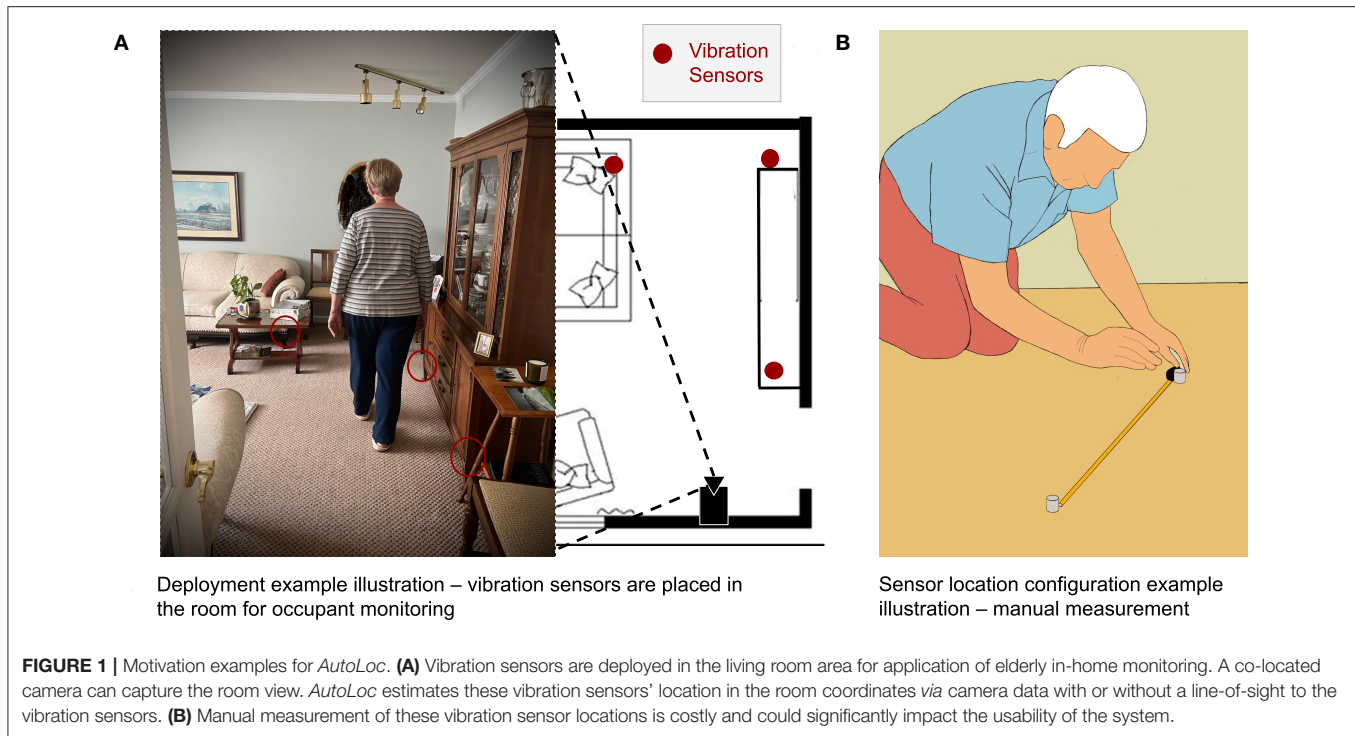 A
Vibration
Sensors
B
Deployment example illustration – vibration sensors are placed in
the room for occupant monitoring
Sensor location configuration example
illustration – manual measurement
FIGURE 1 | Motivation examples for AutoLoc. (A) Vibration sensors are deployed in the living room area for application of elderly in-home monitoring. A co-located
camera can capture the room view. AutoLoc estimates these vibration sensors' location in the room coordinates via camera data with or without a line-of-sight to the
vibration sensors. (B) Manual measurement of these vibration sensor locations is costly and could significantly impact the usability of the system.